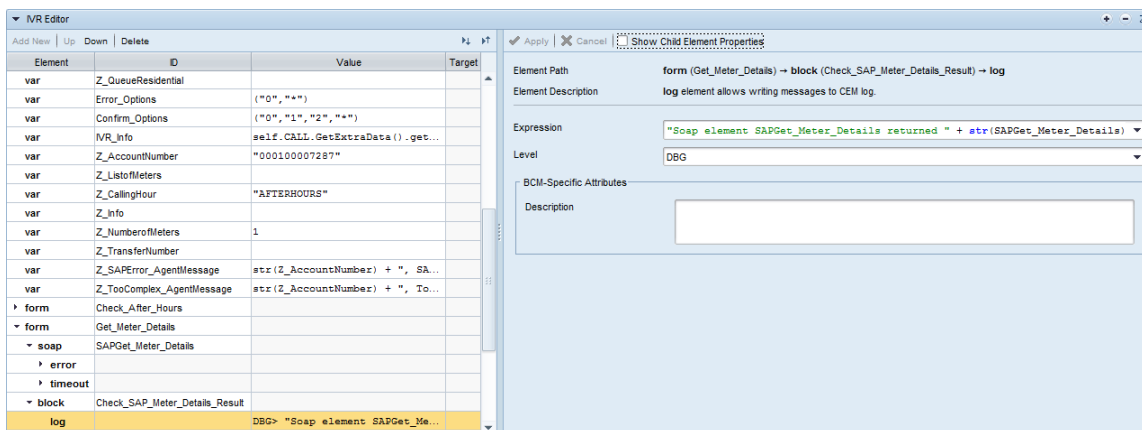 IVR Editor
Add New | Up Down | Delete
Element ID Value Target
var Z_QueueResidential
var Error_Options ("0","*")
var Confirm_Options ("0","1","2","*")
var IVR_Info self.CALL.GetExtraData().get...
var Z_AccountNumber "000100007287"
var Z_ListofMeters
var Z_CallingHour "AFTERHOURS"
var Z_Info
var Z_NumberofMeters 1
var Z_TransferNumber
var Z_SAPError_AgentMessage str(Z_AccountNumber) + ", SA...
var Z_TooComplex_AgentMessage str(Z_AccountNumber) + ", To...
form Check_After_Hours
form Get_Meter_Details
soap SAPGet_Meter_Details
error
timeout
block Check_SAP_Meter_Details_Result
log DBG> "Soap element SAPGet_Me...
Apply | Cancel | Show Child Element Properties
Element Path form (Get_Meter_Details) → block (Check_SAP_Meter_Details_Result) → log
Element Description log element allows writing messages to CEM log.
Expression "Soap element SAPGet_Meter_Details returned " + str(SAPGet_Meter_Details)
Level DBG
BCM-Specific Attributes
Description